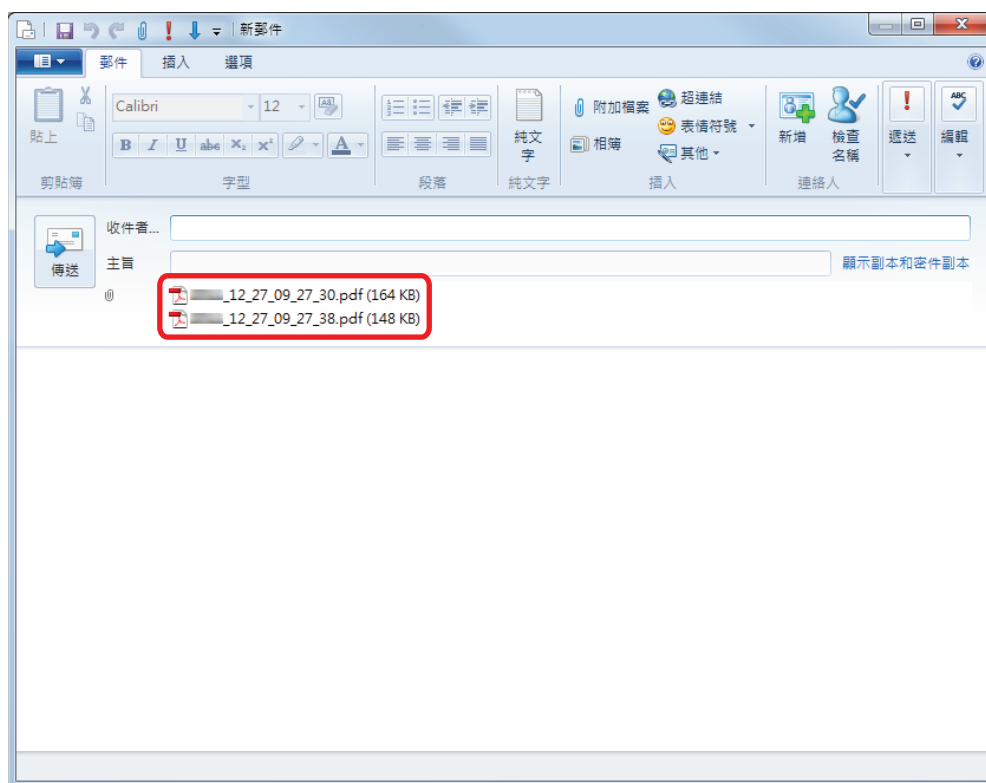 新郵件
郵件 插入 選項
Calibri 12
貼上
B I U abc X₂ X² A
純文字
附加檔案
相簿
超連結
表情符號
其他
新增
檢查名稱
遞送
ABC
編輯
剪貼簿 字型 段落 純文字 插入 連絡人
傳送
收件者...
主旨
顯示副本和密件副本
_12_27_09_27_30.pdf (164 KB)
_12_27_09_27_38.pdf (148 KB)